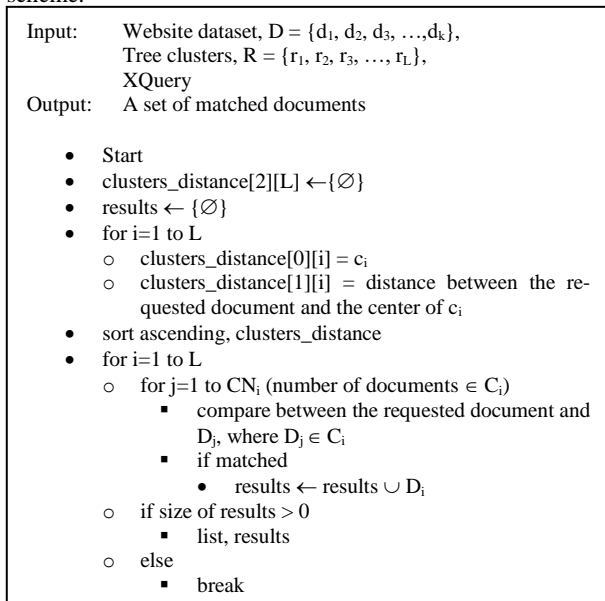 scheme.
Input: Website dataset, D = {d₁, d₂, d₃, …,dₖ},
Tree clusters, R = {r₁, r₂, r₃, …, r_L},
XQuery
Output: A set of matched documents
• Start
• clusters_distance[2][L] ←{∅}
• results ← {∅}
• for i=1 to L
o clusters_distance[0][i] = cᵢ
o clusters_distance[1][i] = distance between the re-
quested document and the center of cᵢ
• sort ascending, clusters_distance
• for i=1 to L
o for j=1 to CNᵢ (number of documents ∈ Cᵢ)
▪ compare between the requested document and
Dⱼ, where Dⱼ ∈ Cᵢ
▪ if matched
• results ← results ∪ Dᵢ
o if size of results > 0
▪ list, results
o else
▪ break